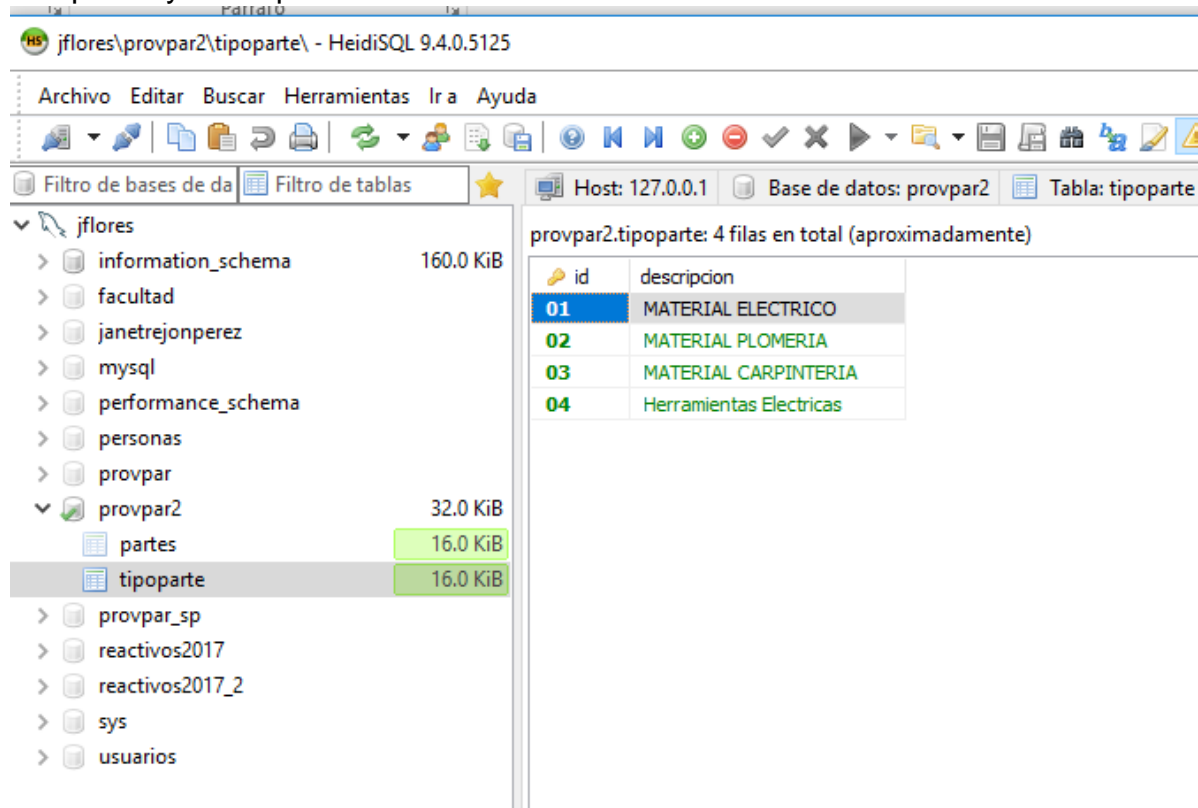 Parrafo
jflores\provpar2\tipoparte\ - HeidiSQL 9.4.0.5125
Archivo Editar Buscar Herramientas Ir a Ayuda
Filtro de bases de da Filtro de tablas
jflores
information_schema 160.0 KiB
facultad
janetrejonperez
mysql
performance_schema
personas
provpar
provpar2 32.0 KiB
partes 16.0 KiB
tipoparte 16.0 KiB
provpar_sp
reactivos2017
reactivos2017_2
sys
usuarios
Host: 127.0.0.1 Base de datos: provpar2 Tabla: tipoparte
provpar2.tipoparte: 4 filas en total (aproximadamente)
id descripcion
01 MATERIAL ELECTRICO
02 MATERIAL PLOMERIA
03 MATERIAL CARPINTERIA
04 Herramientas Electricas